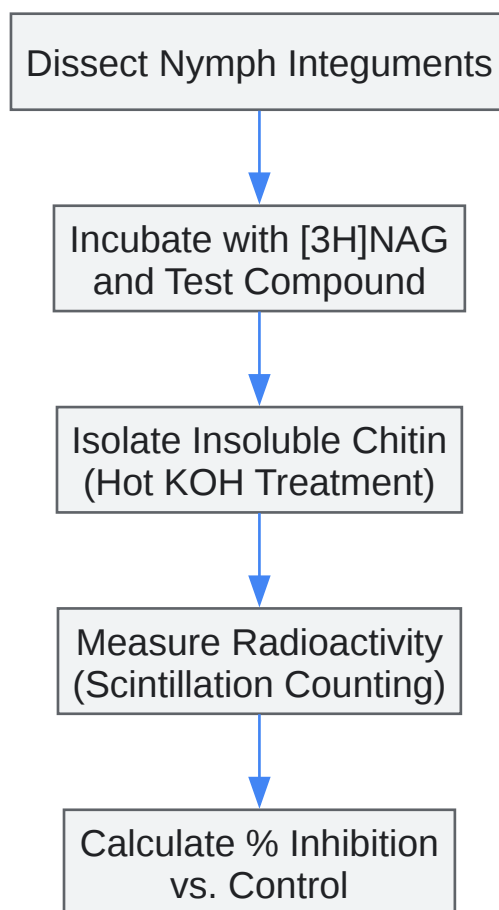 Dissect Nymph Integuments
Incubate with [3H]NAG
and Test Compound
Isolate Insoluble Chitin
(Hot KOH Treatment)
Measure Radioactivity
(Scintillation Counting)
Calculate % Inhibition
vs. Control